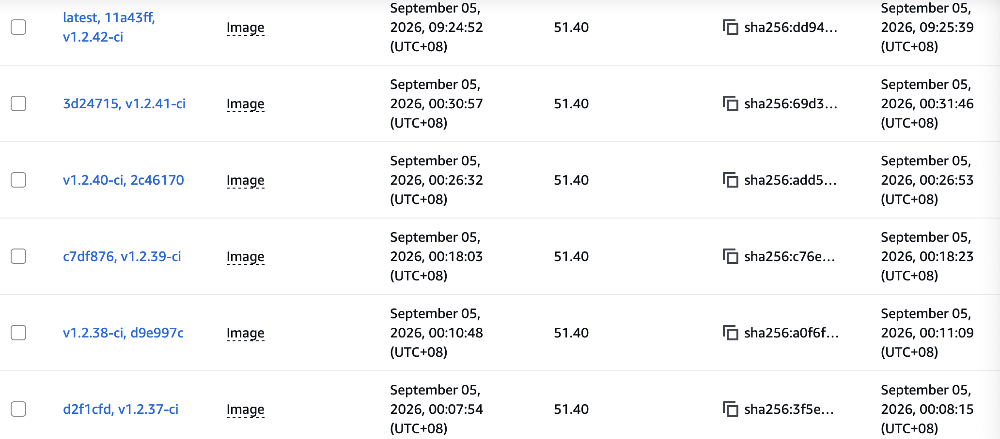 latest, 11a43ff,
v1.2.42-ci
Image
September 05,
2026, 09:24:52
(UTC+08)
51.40
sha256:dd94...
September 05,
2026, 09:25:39
(UTC+08)
3d24715, v1.2.41-ci
Image
September 05,
2026, 00:30:57
(UTC+08)
51.40
sha256:69d3...
September 05,
2026, 00:31:46
(UTC+08)
v1.2.40-ci, 2c46170
Image
September 05,
2026, 00:26:32
(UTC+08)
51.40
sha256:add5...
September 05,
2026, 00:26:53
(UTC+08)
c7df876, v1.2.39-ci
Image
September 05,
2026, 00:18:03
(UTC+08)
51.40
sha256:c76e...
September 05,
2026, 00:18:23
(UTC+08)
v1.2.38-ci, d9e997c
Image
September 05,
2026, 00:10:48
(UTC+08)
51.40
sha256:a0f6f...
September 05,
2026, 00:11:09
(UTC+08)
d2f1cfd, v1.2.37-ci
Image
September 05,
2026, 00:07:54
(UTC+08)
51.40
sha256:3f5e...
September 05,
2026, 00:08:15
(UTC+08)